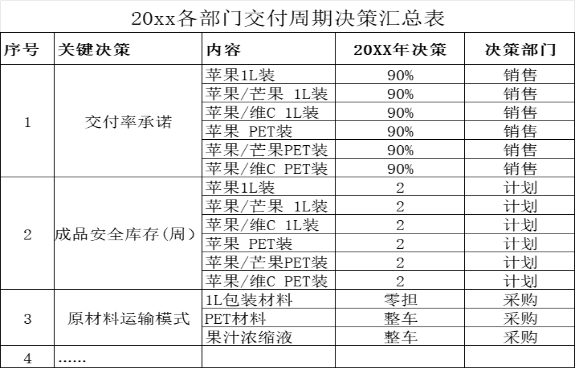 20xx各部门交付周期决策汇总表
序号 关键决策 内容 20XX年决策 决策部门
1 交付率承诺 苹果1L装 90% 销售
苹果/芒果 1L装 90% 销售
苹果/维C 1L装 90% 销售
苹果 PET装 90% 销售
苹果/芒果PET装 90% 销售
苹果/维C PET装 90% 销售
2 成品安全库存(周) 苹果1L装 2 计划
苹果/芒果 1L装 2 计划
苹果/维C 1L装 2 计划
苹果 PET装 2 计划
苹果/芒果PET装 2 计划
苹果/维C PET装 2 计划
3 原材料运输模式 1L包装材料 零担 采购
PET材料 整车 采购
果汁浓缩液 整车 采购
4 ......